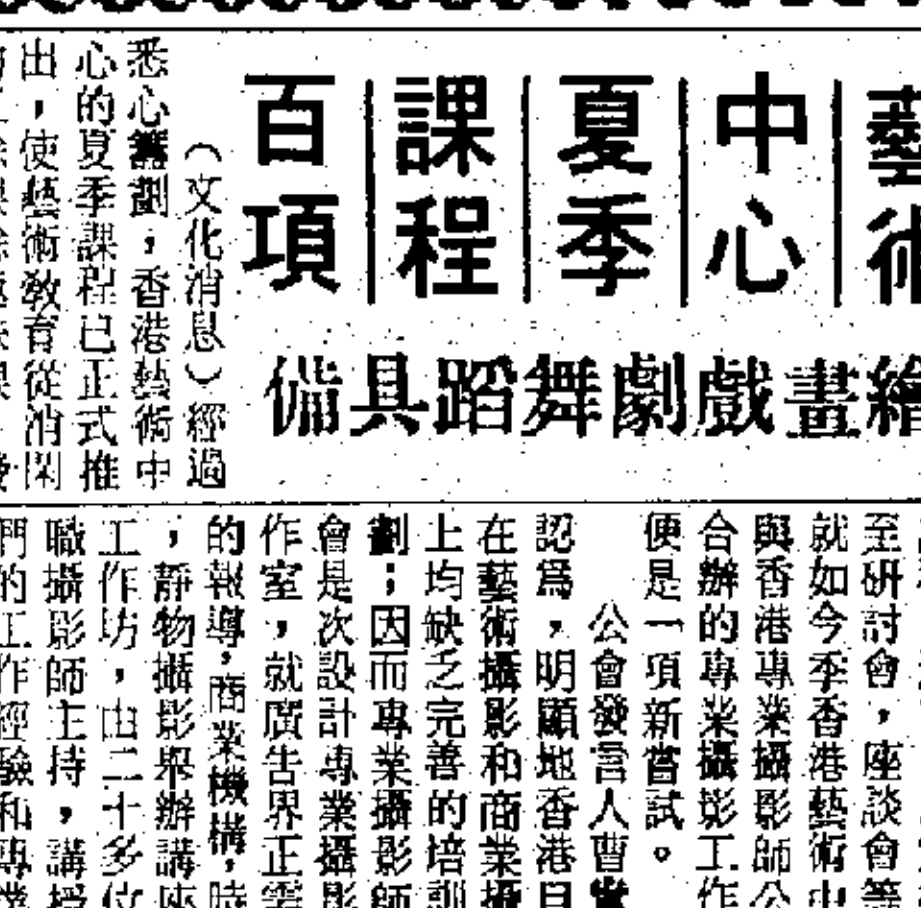 藝術
中心
夏季
課程
百項
繪畫戲劇舞蹈具備
（文化消息）經過
悉心籌劃，香港藝術中
心的夏季課程已正式推
出，使藝術教育從消閑
至研討會，座談會等
就如今季香港藝術中
與香港專業攝影師公
合辦的專業攝影工作
便是一項新嘗試。
公會發言人曹
認爲，明顯地香港目
在藝術攝影和商業攝
上均缺乏完善的培訓
劃；因而專業攝影師
會是次設計專業攝影
作室，就廣告界正需
的報導，商業機構，時
，靜物攝影舉辦講座
工作坊，由二十多位
職攝影師主持，講授
們的工作經驗和專業